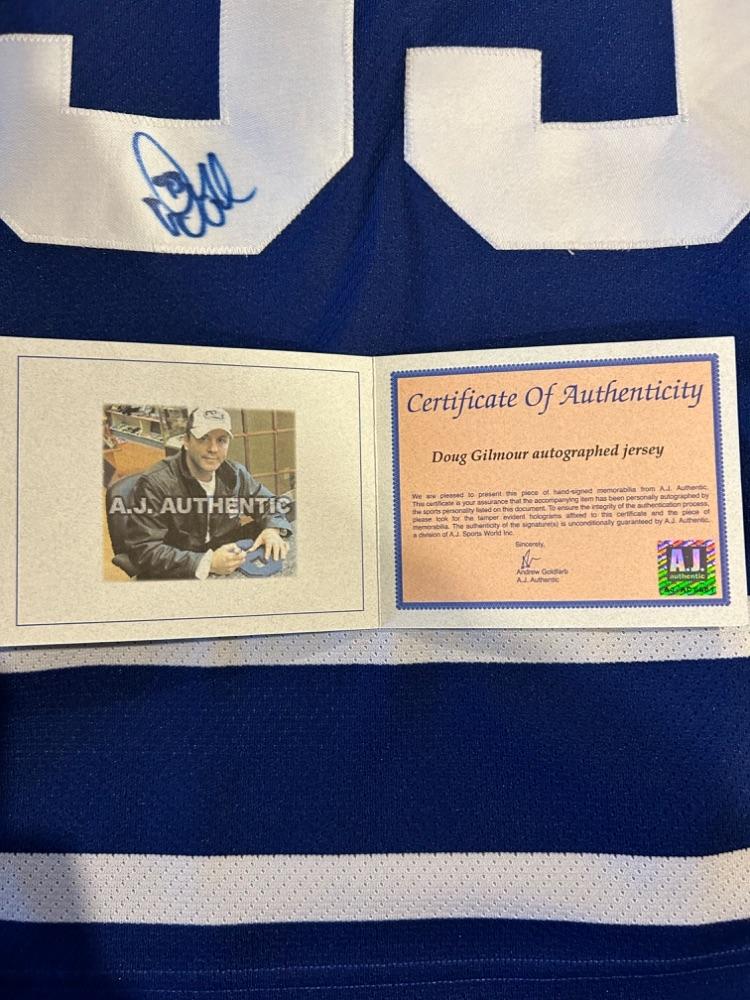 93
A.J. AUTHENTIC
Certificate Of Authenticity
Doug Gilmour autographed jersey
We are pleased to present this piece of hand-signed memorabilia from A.J. Authentic.
This certificate is your assurance that the accompanying item has been personally autographed by
the sports personality listed on this document. To ensure the integrity of the authentication process,
please look for the tamper evident holograms affixed to this certificate and the piece of
memorabilia. The authenticity of the signature(s) is unconditionally guaranteed by A.J. Authentic,
a division of A.J. Sports World Inc.
Sincerely,
Andrew Goldfarb
A.J. Authentic
A.J.
authentic